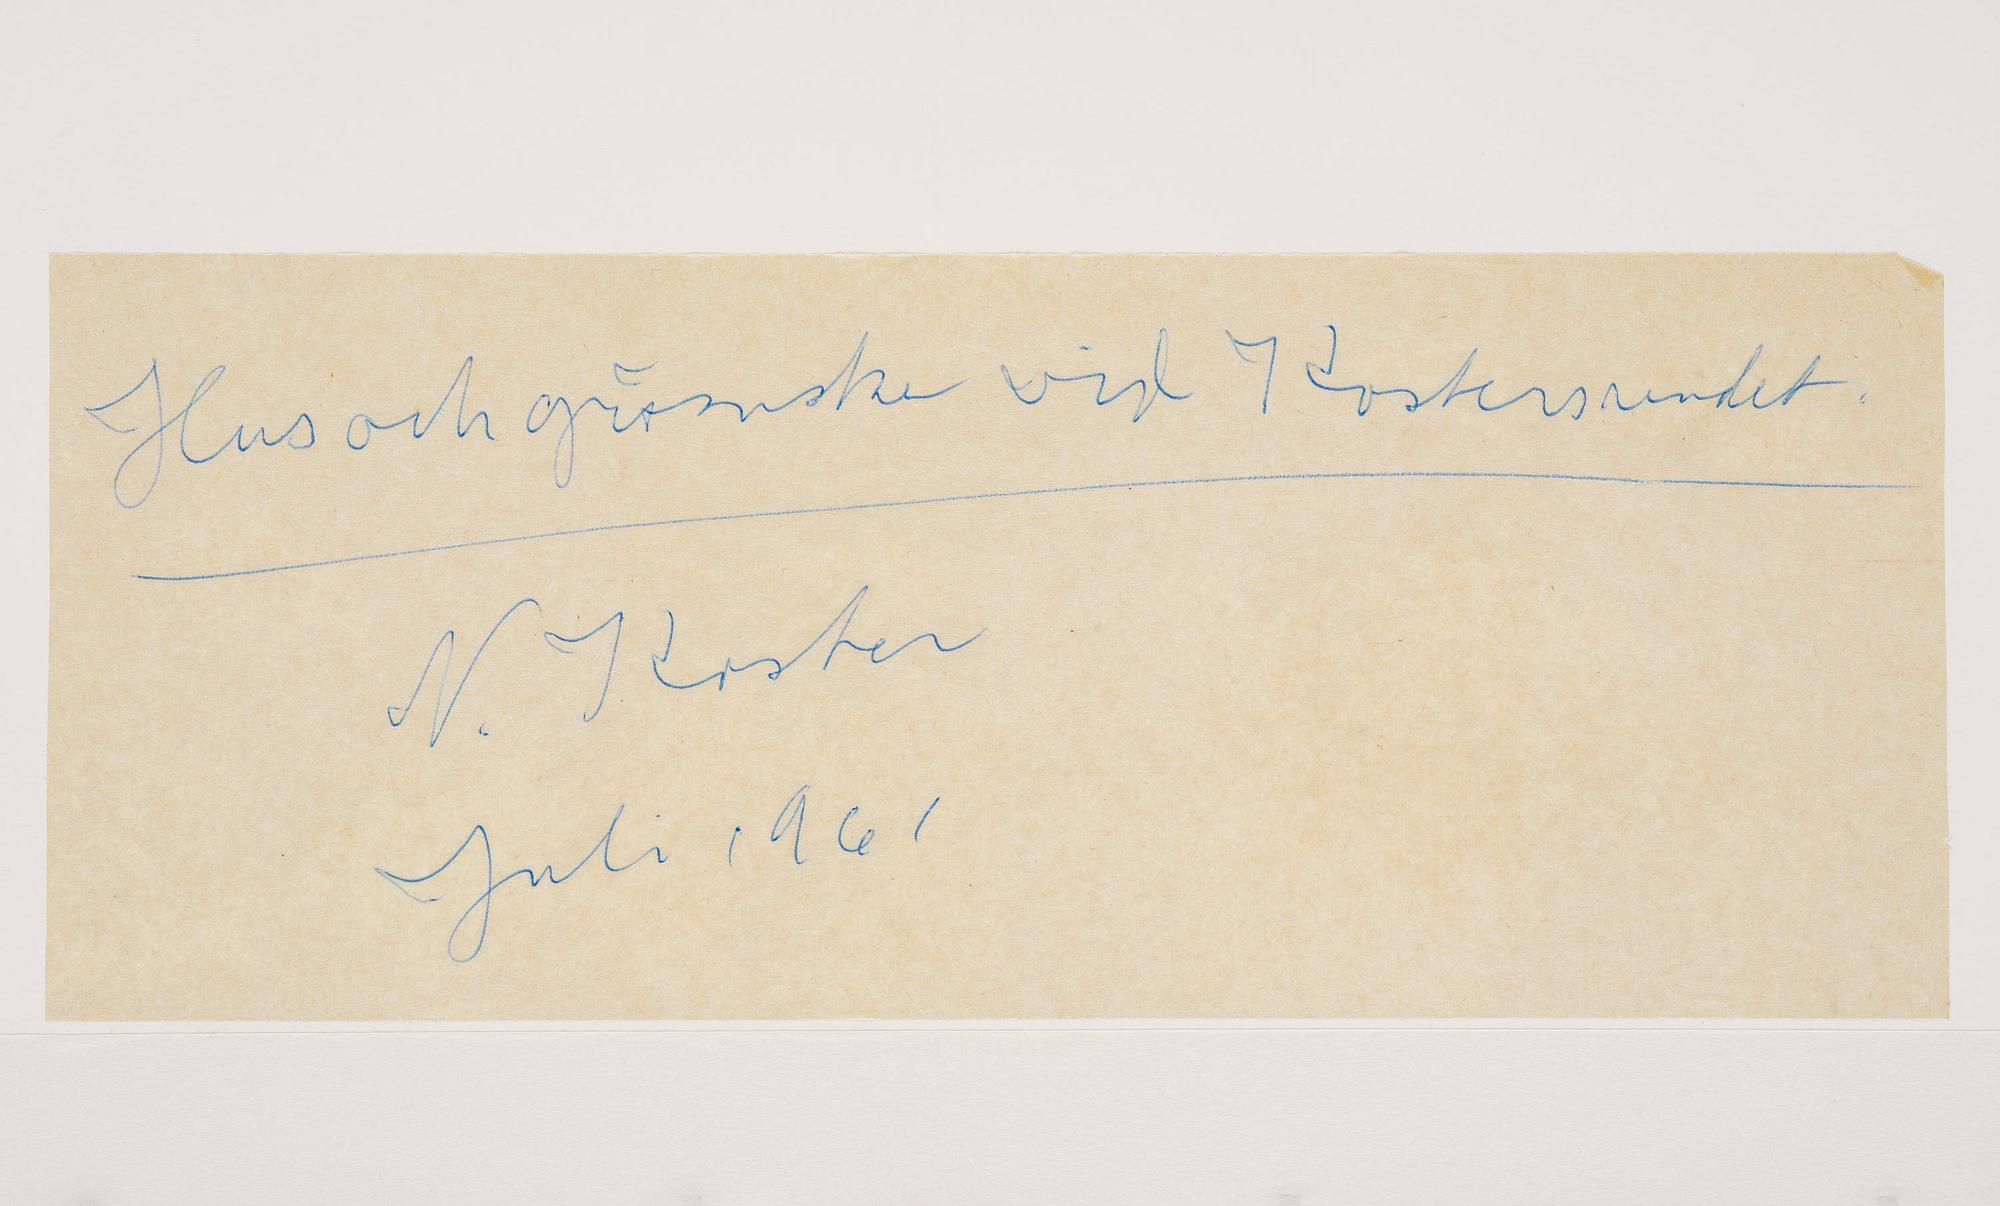 Hus och grönska vid Kostersundet.
N. Koster
Juli 1961